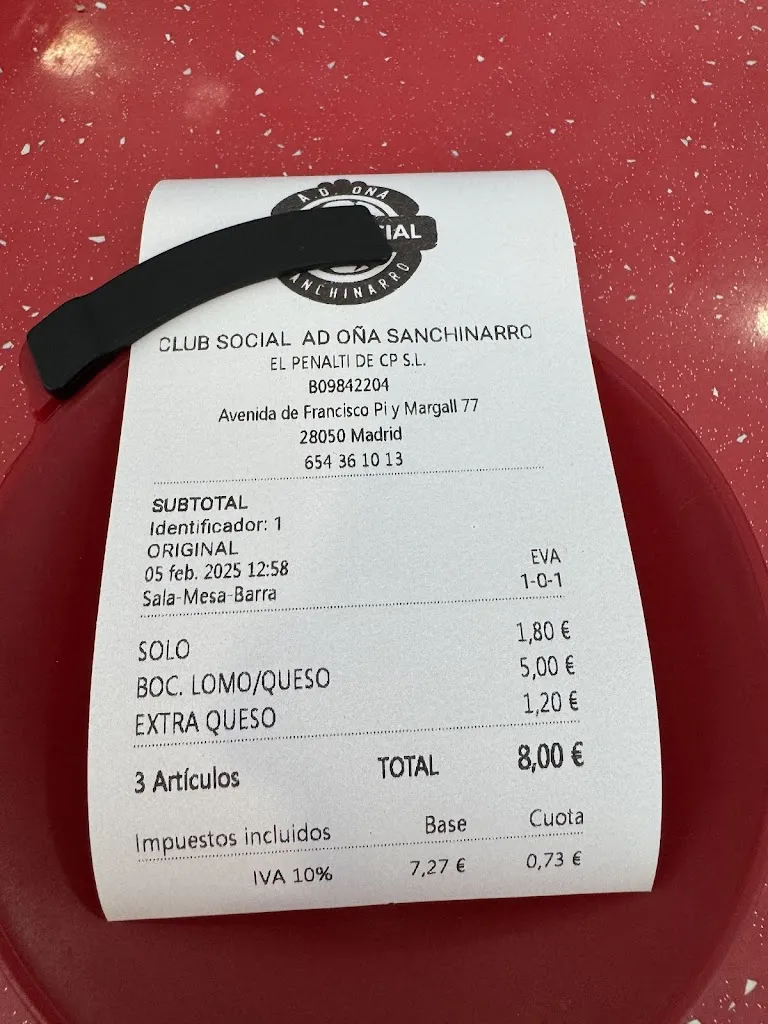 AD OÑA
IAL
ANCHINARRO
CLUB SOCIAL AD OÑA SANCHINARRO
EL PENALTI DE CP S.L.
B09842204
Avenida de Francisco Pi y Margall 77
28050 Madrid
654 36 10 13
SUBTOTAL
Identificador: 1
ORIGINAL
05 feb. 2025 12:58 EVA
Sala-Mesa-Barra 1-0-1
SOLO 1,80 €
BOC. LOMO/QUESO 5,00 €
EXTRA QUESO 1,20 €
3 Artículos TOTAL 8,00 €
Impuestos incluidos Base Cuota
IVA 10% 7,27 € 0,73 €